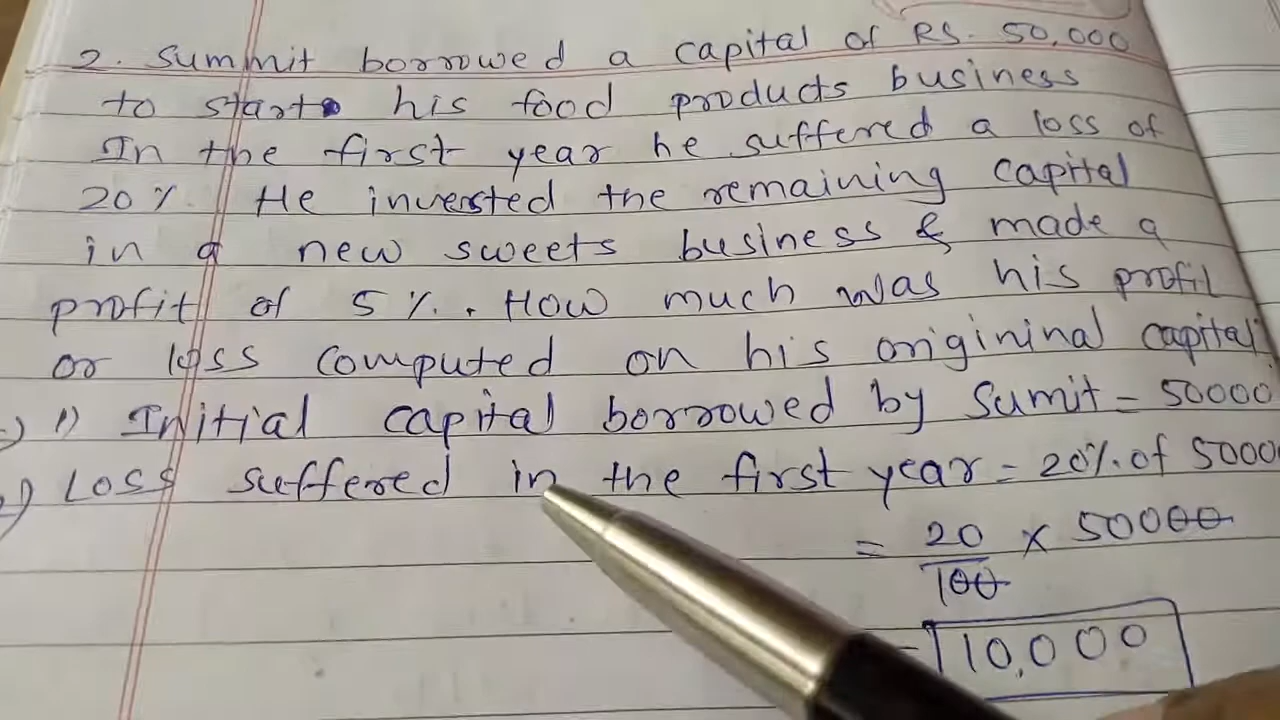 2. Summit borrowed a capital of Rs. 50,000
to start his food products business
In the first year he suffered a loss of
20%. He invested the remaining capital
in a new sweets business & made a
profit of 5%. How much was his profit
or loss computed on his origininal capital.
1) Initial capital borrowed by Sumit = 50000
2) Loss suffered in the first year = 20% of 5000
= 20/100 × 50000
= 10,000